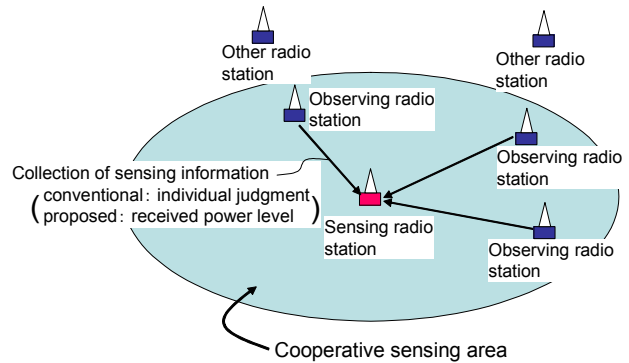 Other radio
station
Other radio
station
Observing radio
station
Observing radio
station
Collection of sensing information
(conventional: individual judgment
proposed: received power level)
Sensing radio
station
Observing radio
station
Cooperative sensing area